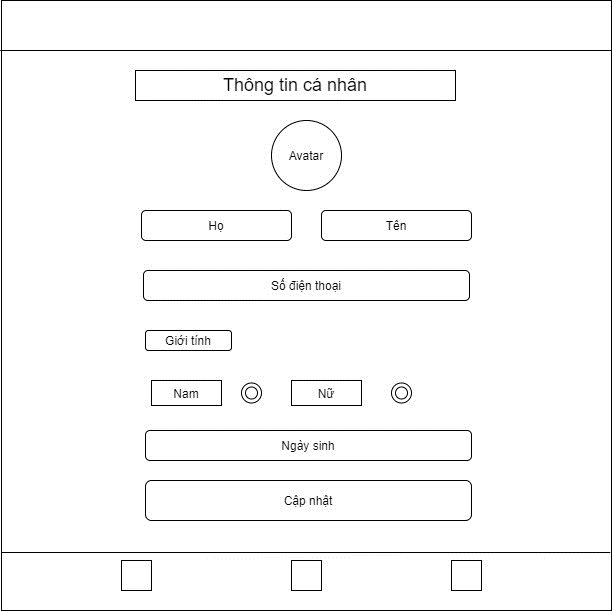 Thông tin cá nhân
Avatar
Họ
Tên
Số điện thoại
Giới tính
Nam
Nữ
Ngày sinh
Cập nhật